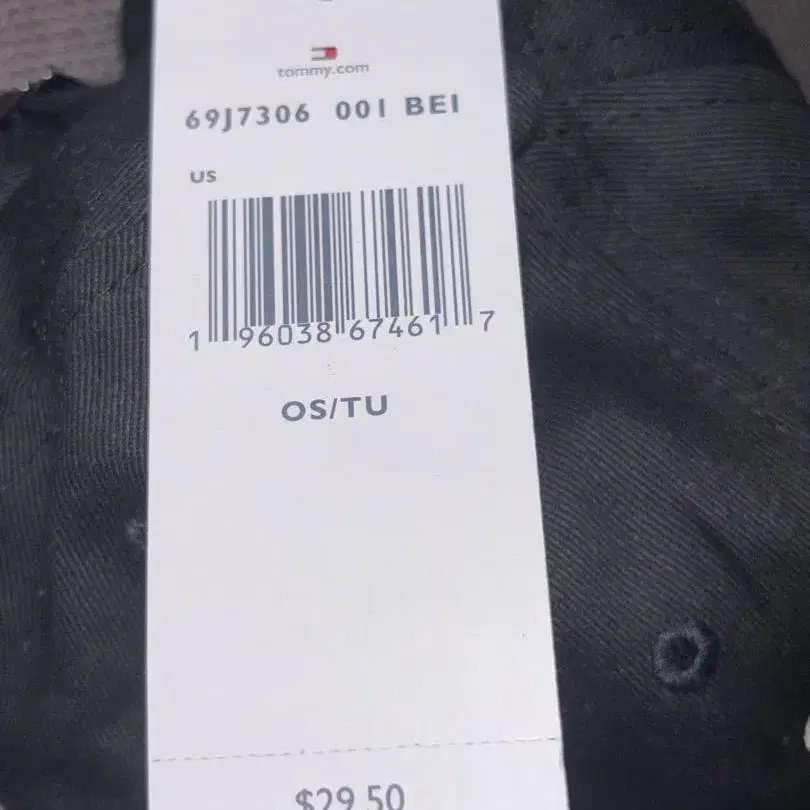 tommy.com
69J7306 001 BEI
US
1 96038 67461 7
OS/TU
$29.50